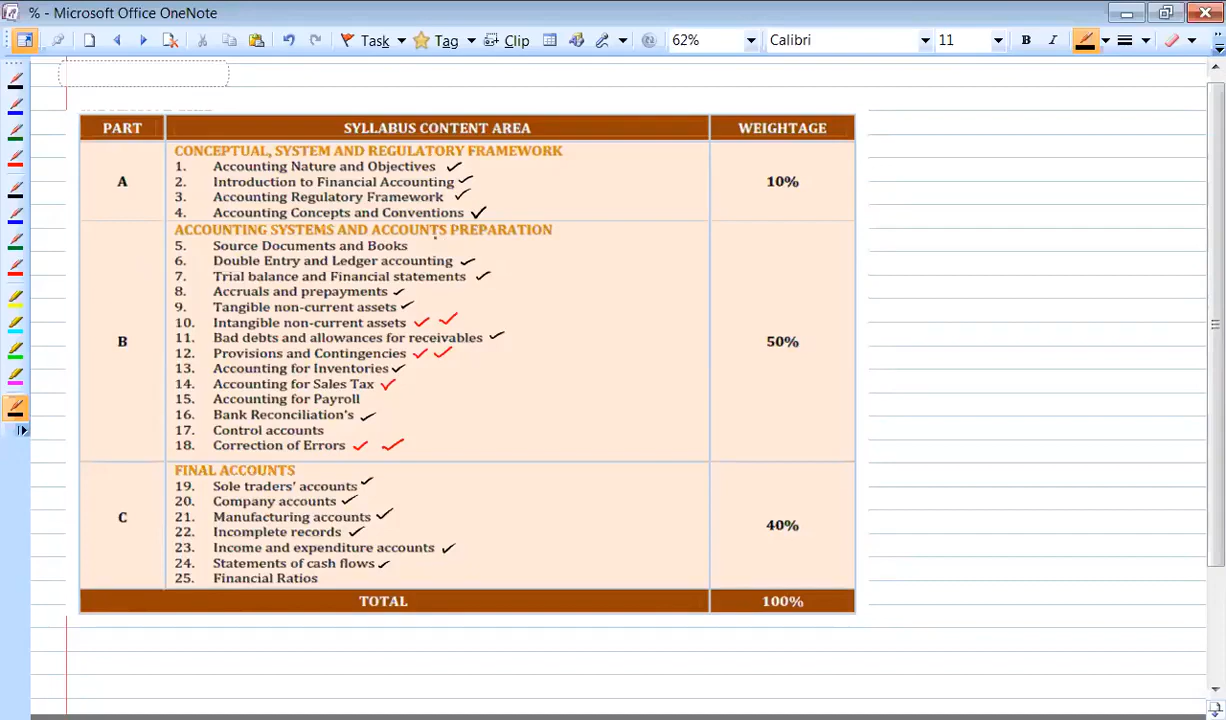 % - Microsoft Office OneNote
Task Tag Clip 62% Calibri 11 B I
PART SYLLABUS CONTENT AREA WEIGHTAGE
CONCEPTUAL, SYSTEM AND REGULATORY FRAMEWORK
1. Accounting Nature and Objectives
A 2. Introduction to Financial Accounting 10%
3. Accounting Regulatory Framework
4. Accounting Concepts and Conventions
ACCOUNTING SYSTEMS AND ACCOUNTS PREPARATION
5. Source Documents and Books
6. Double Entry and Ledger accounting
7. Trial balance and Financial statements
8. Accruals and prepayments
9. Tangible non-current assets
10. Intangible non-current assets
B 11. Bad debts and allowances for receivables 50%
12. Provisions and Contingencies
13. Accounting for Inventories
14. Accounting for Sales Tax
15. Accounting for Payroll
16. Bank Reconciliation's
17. Control accounts
18. Correction of Errors
FINAL ACCOUNTS
19. Sole traders' accounts
20. Company accounts
C 21. Manufacturing accounts 40%
22. Incomplete records
23. Income and expenditure accounts
24. Statements of cash flows
25. Financial Ratios
TOTAL 100%